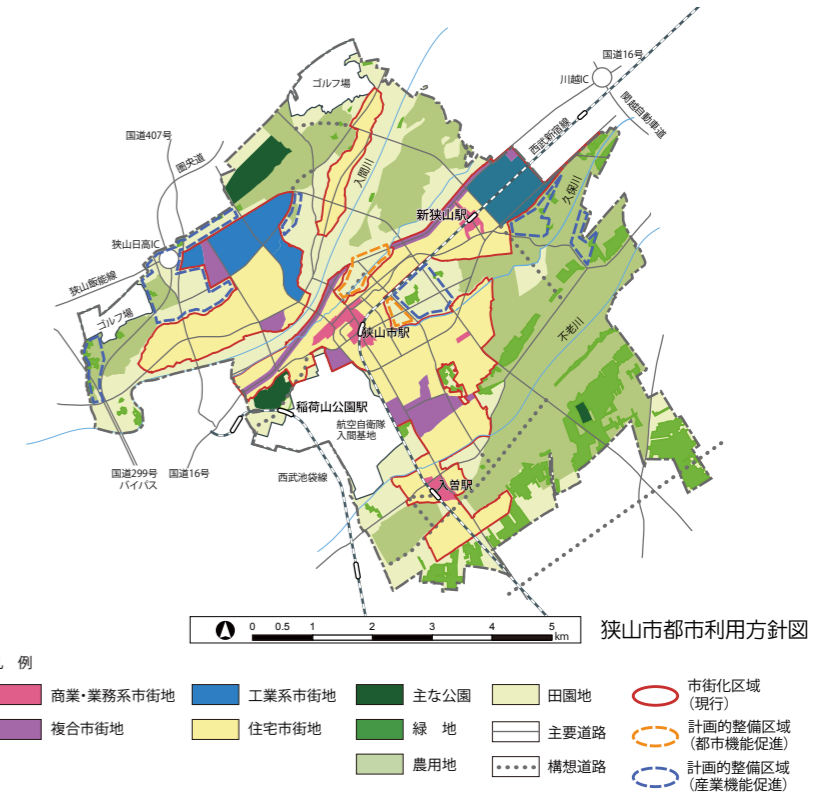 国道16号
ゴルフ場
川越IC
西武新宿線
関越自動車道
国道407号
圏央道
入間川
久保川
新狭山駅
狭山日高IC
狭山飯能線
ゴルフ場
狭山市駅
不老川
稲荷山公園駅
航空自衛隊
入間基地
国道299号
バイパス
国道16号
西武池袋線
入曽駅
0 0.5 1 2 3 4 5
km
狭山市都市利用方針図
例
商業・業務系市街地
工業系市街地
主な公園
田園地
市街化区域
(現行)
複合市街地
住宅市街地
緑 地
主要道路
計画的整備区域
(都市機能促進)
農用地
構想道路
計画的整備区域
(産業機能促進)